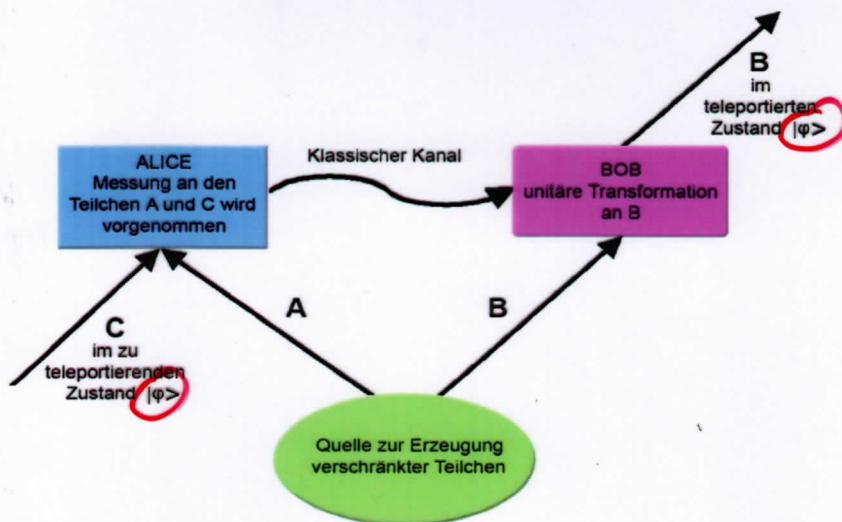 B
im
teleportierten
Zustand |φ>
ALICE
Messung an den
Teilchen A und C wird
vorgenommen
Klassischer Kanal
BOB
unitäre Transformation
an B
A
B
C
im zu
teleportierenden
Zustand |φ>
Quelle zur Erzeugung
verschränkter Teilchen